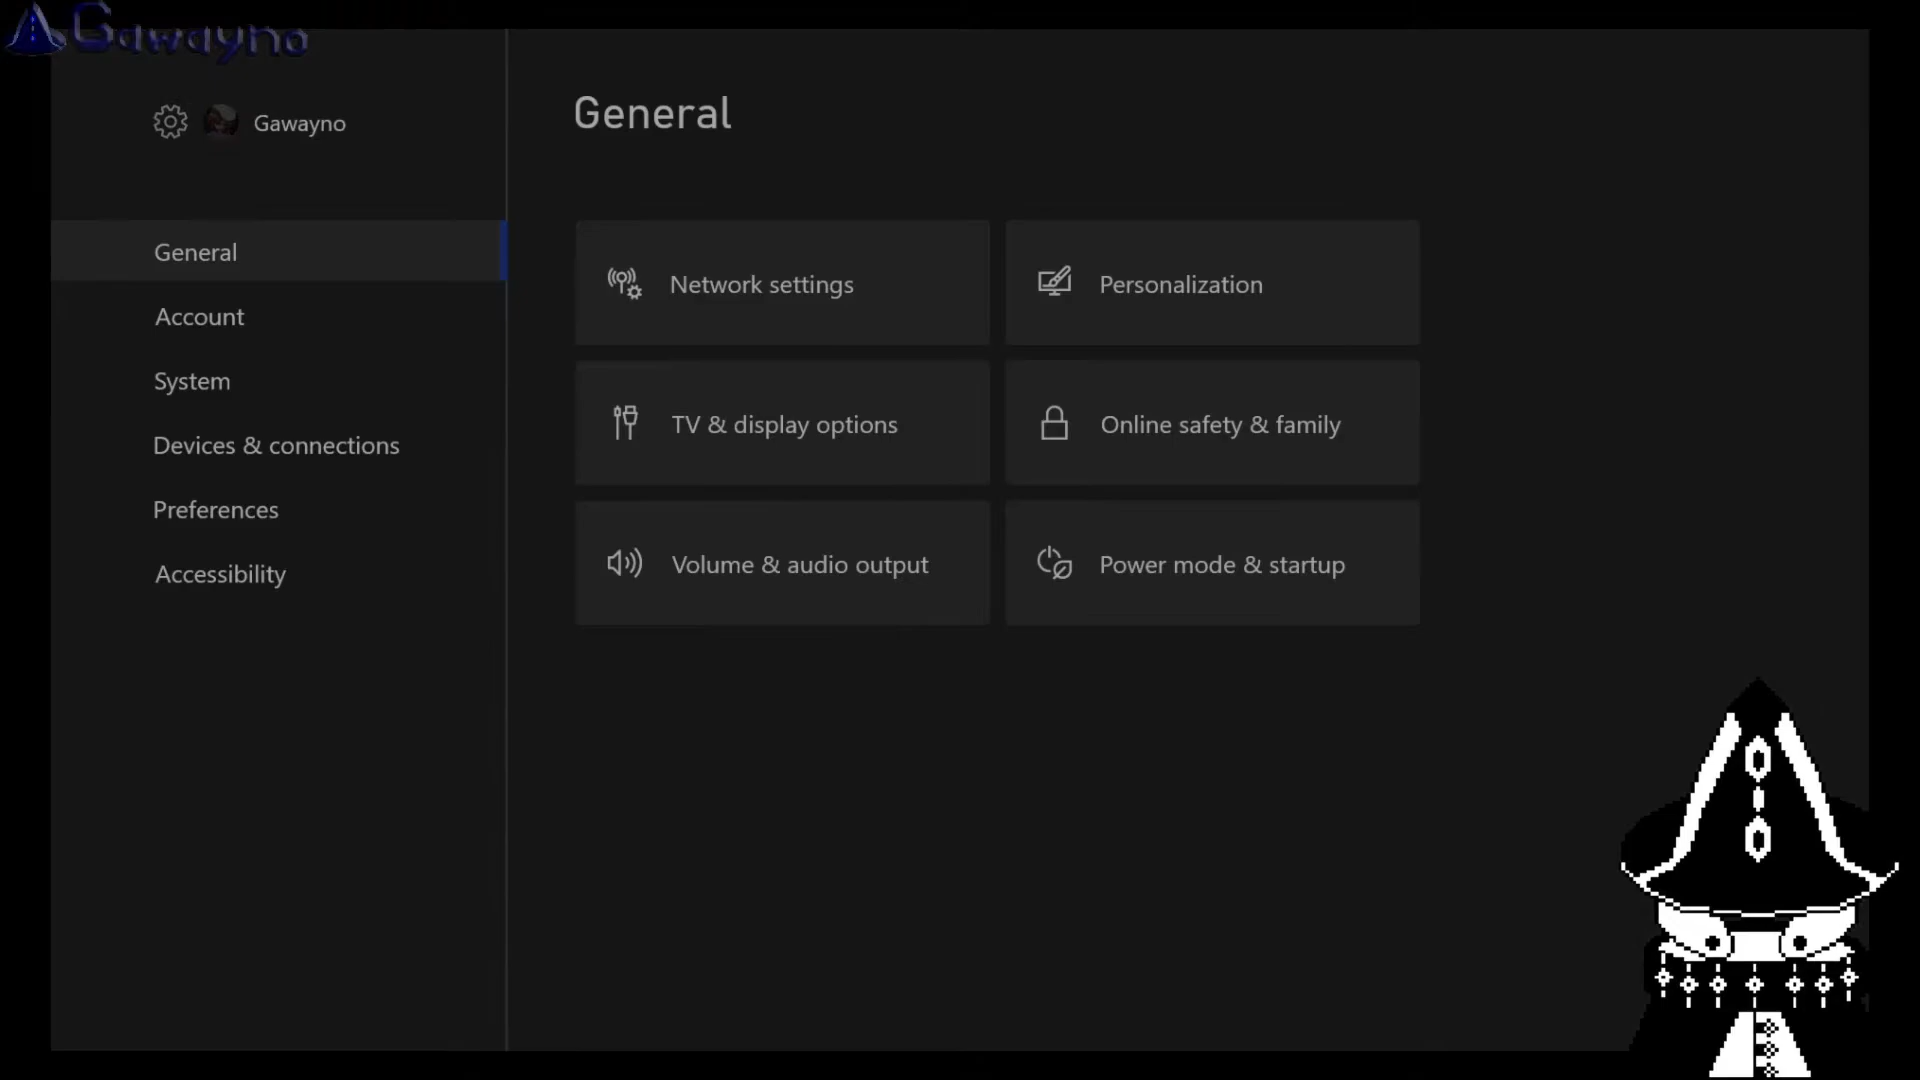 Gawayno
Gawayno
General
Account
System
Devices & connections
Preferences
Accessibility
General
Network settings
Personalization
TV & display options
Online safety & family
Volume & audio output
Power mode & startup